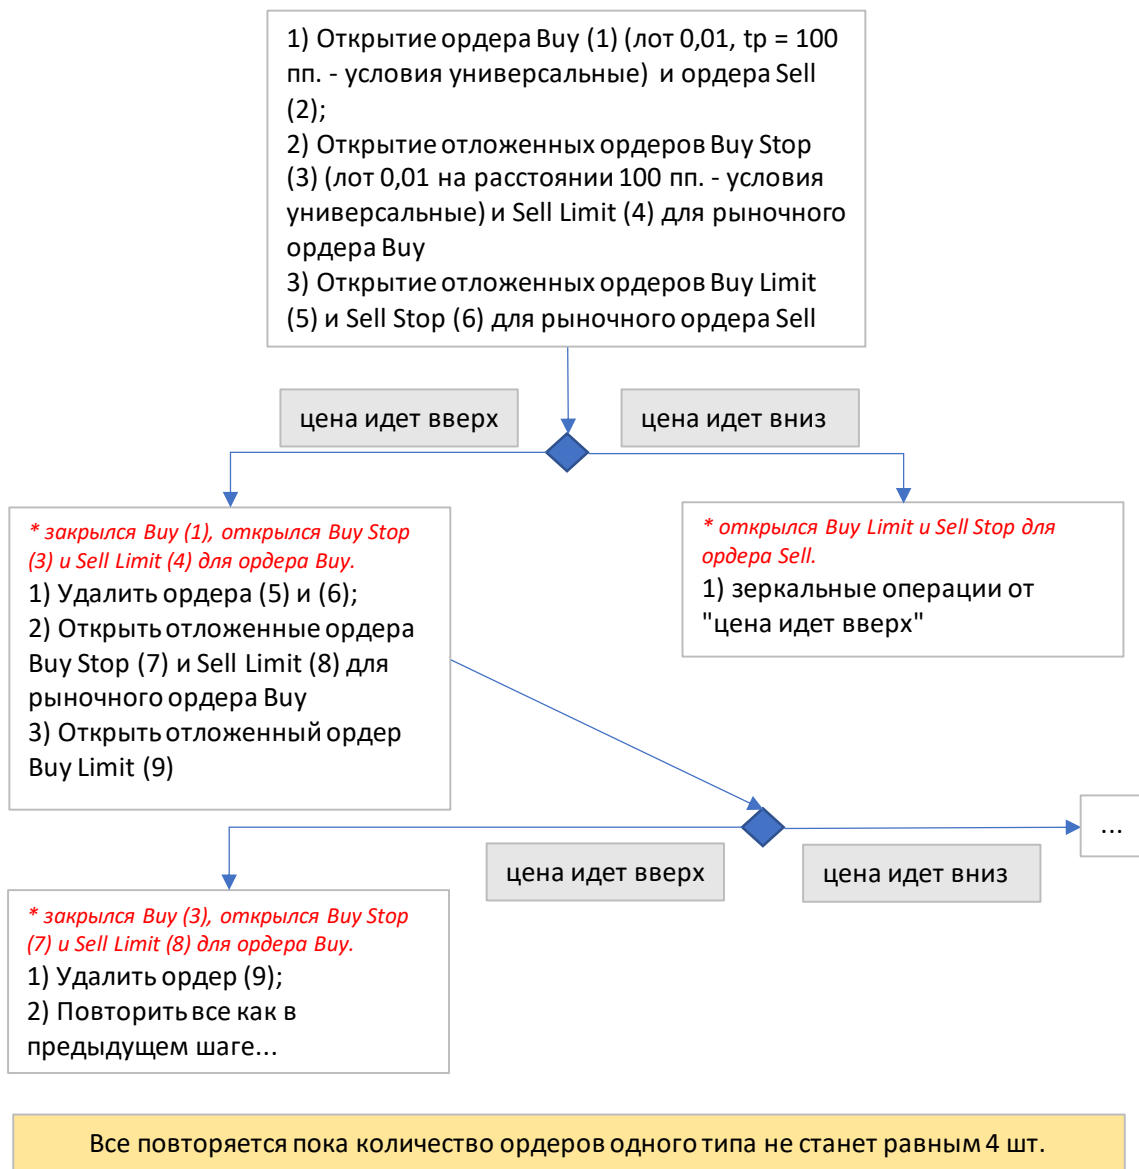 1) Открытие ордера Buy (1) (лот 0,01, tp = 100
пп. - условия универсальные)  и ордера Sell
(2);
2) Открытие отложенных ордеров Buy Stop
(3) (лот 0,01 на расстоянии 100 пп. - условия
универсальные) и Sell Limit (4) для рыночного
ордера Buy
3) Открытие отложенных ордеров Buy Limit
(5) и Sell Stop (6) для рыночного ордера Sell
цена идет вверх
цена идет вниз
* закрылся Buy (1), открылся Buy Stop
(3) и Sell Limit (4) для ордера Buy.
1) Удалить ордера (5) и (6);
2) Открыть отложенные ордера
Buy Stop (7) и Sell Limit (8) для
рыночного ордера Buy
3) Открыть отложенный ордер
Buy Limit (9)
* открылся Buy Limit и Sell Stop для
ордера Sell.
1) зеркальные операции от
"цена идет вверх"
...
цена идет вверх
цена идет вниз
* закрылся Buy (3), открылся Buy Stop
(7) и Sell Limit (8) для ордера Buy.
1) Удалить ордер (9);
2) Повторить все как в
предыдущем шаге...
Все повторяется пока количество ордеров одного типа не станет равным 4 шт.